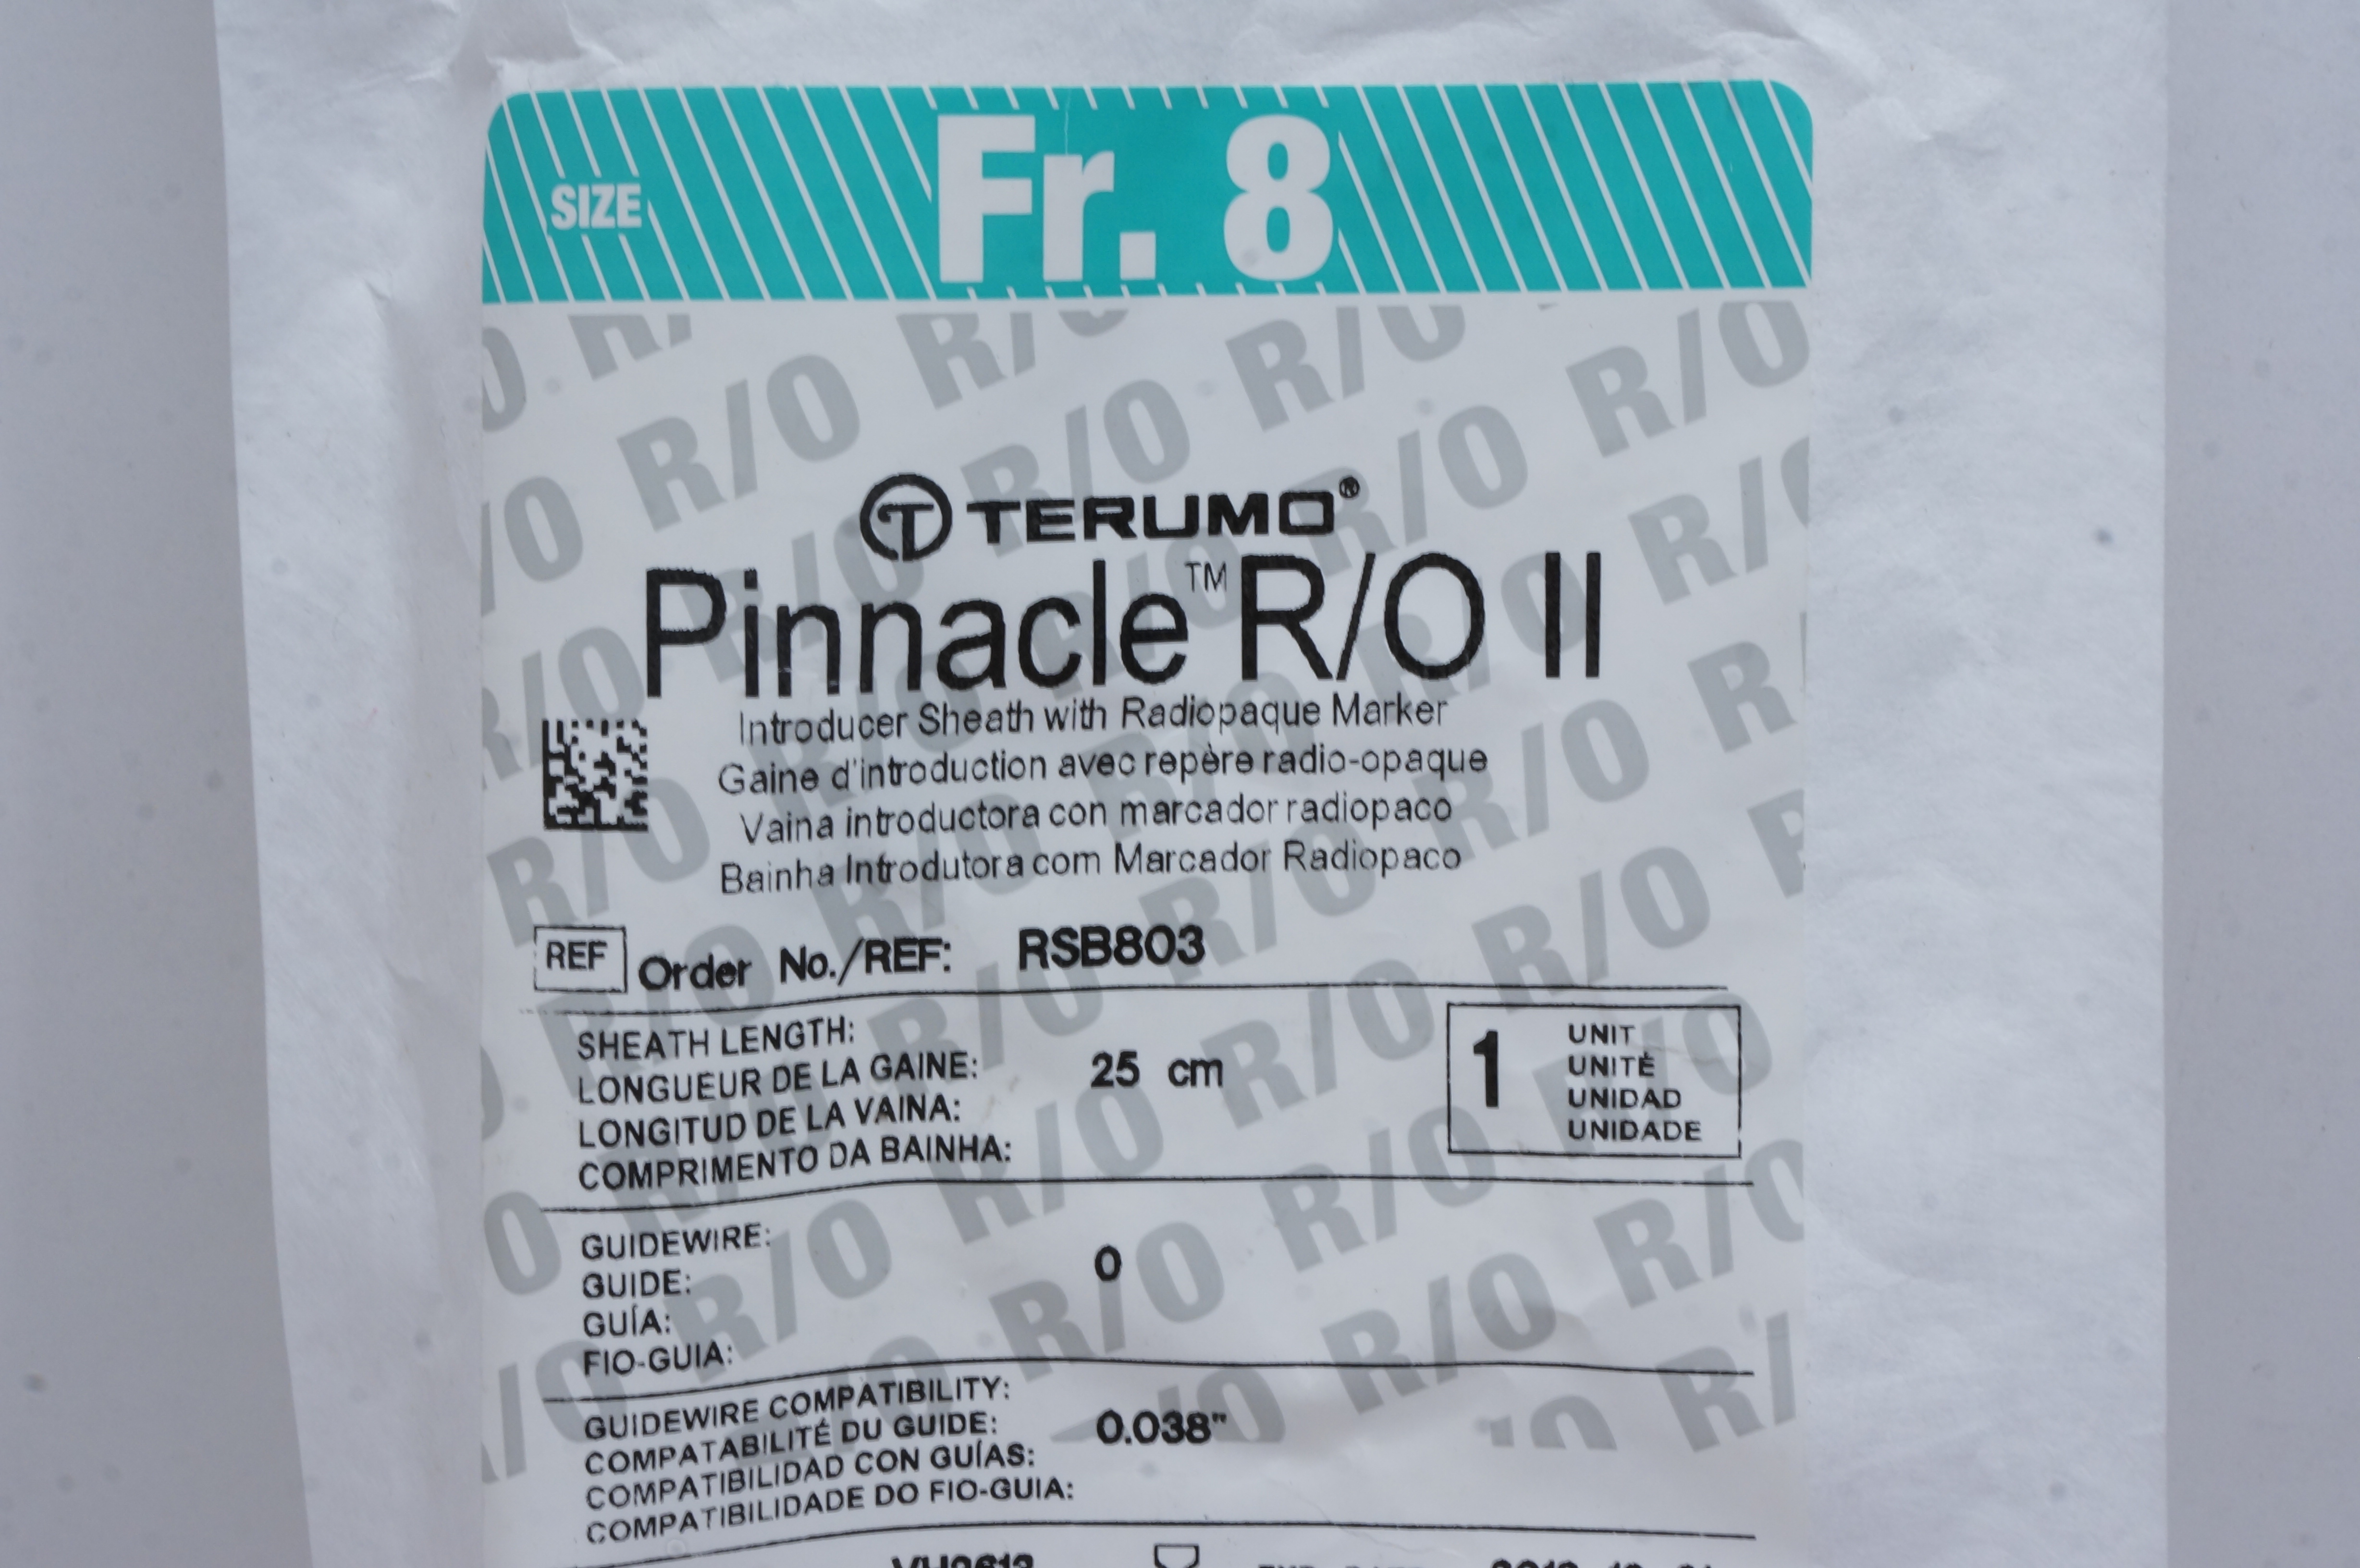 SIZE Fr. 8
TERUMO®
Pinnacle™ R/O II
Introducer Sheath with Radiopaque Marker
Gaine d'introduction avec repère radio-opaque
Vaina introductora con marcador radiopaco
Bainha Introdutora com Marcador Radiopaco
REF Order No./REF: RSB803
SHEATH LENGTH:
LONGUEUR DE LA GAINE: 25 cm
LONGITUD DE LA VAINA:
COMPRIMENTO DA BAINHA:
1 UNIT
UNITÉ
UNIDAD
UNIDADE
GUIDEWIRE:
GUIDE: 0
GUÍA:
FIO-GUIA:
GUIDEWIRE COMPATIBILITY:
COMPATABILITÉ DU GUIDE: 0.038"
COMPATIBILIDAD CON GUÍAS:
COMPATIBILIDADE DO FIO-GUIA: